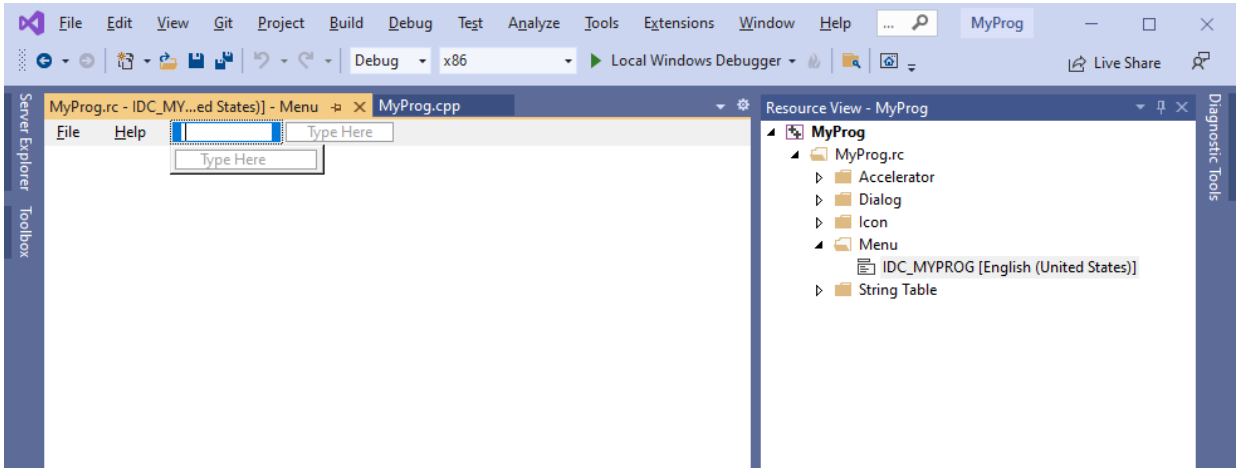 File Edit View Git Project Build Debug Test Analyze Tools Extensions Window Help ... MyProg
Debug x86 Local Windows Debugger Live Share
Server Explorer
Toolbox
MyProg.rc - IDC_MY...ed States)] - Menu MyProg.cpp
File Help Type Here
Type Here
Resource View - MyProg
MyProg
MyProg.rc
Accelerator
Dialog
Icon
Menu
IDC_MYPROG [English (United States)]
String Table
Diagnostic Tools